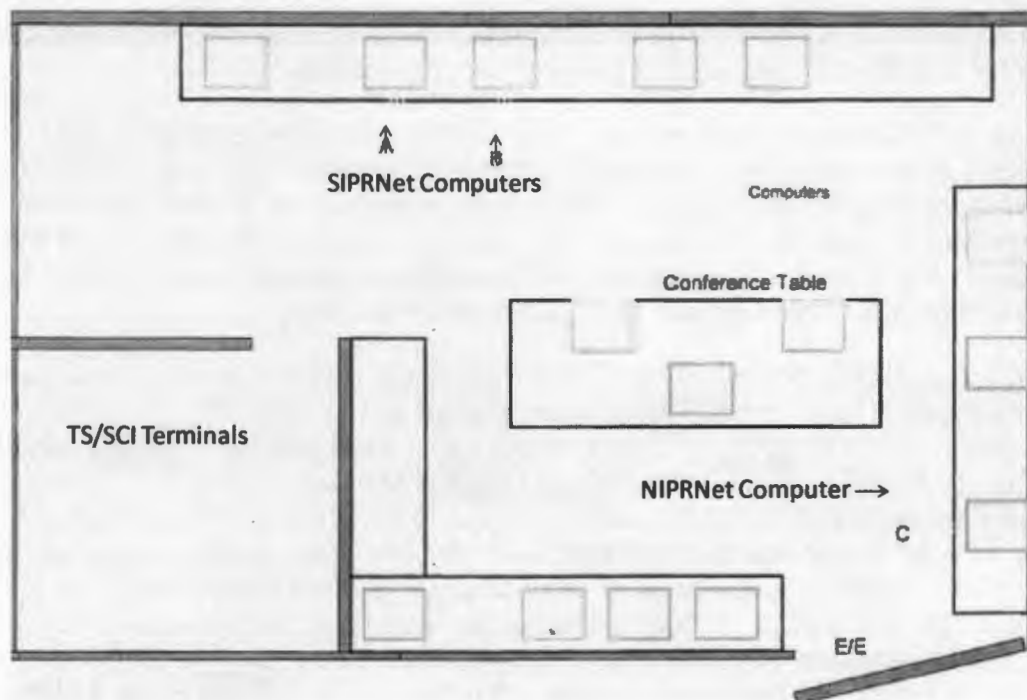 A
B
SIPRNet Computers
Computers
Conference Table
TS/SCI Terminals
NIPRNet Computer
C
E/E